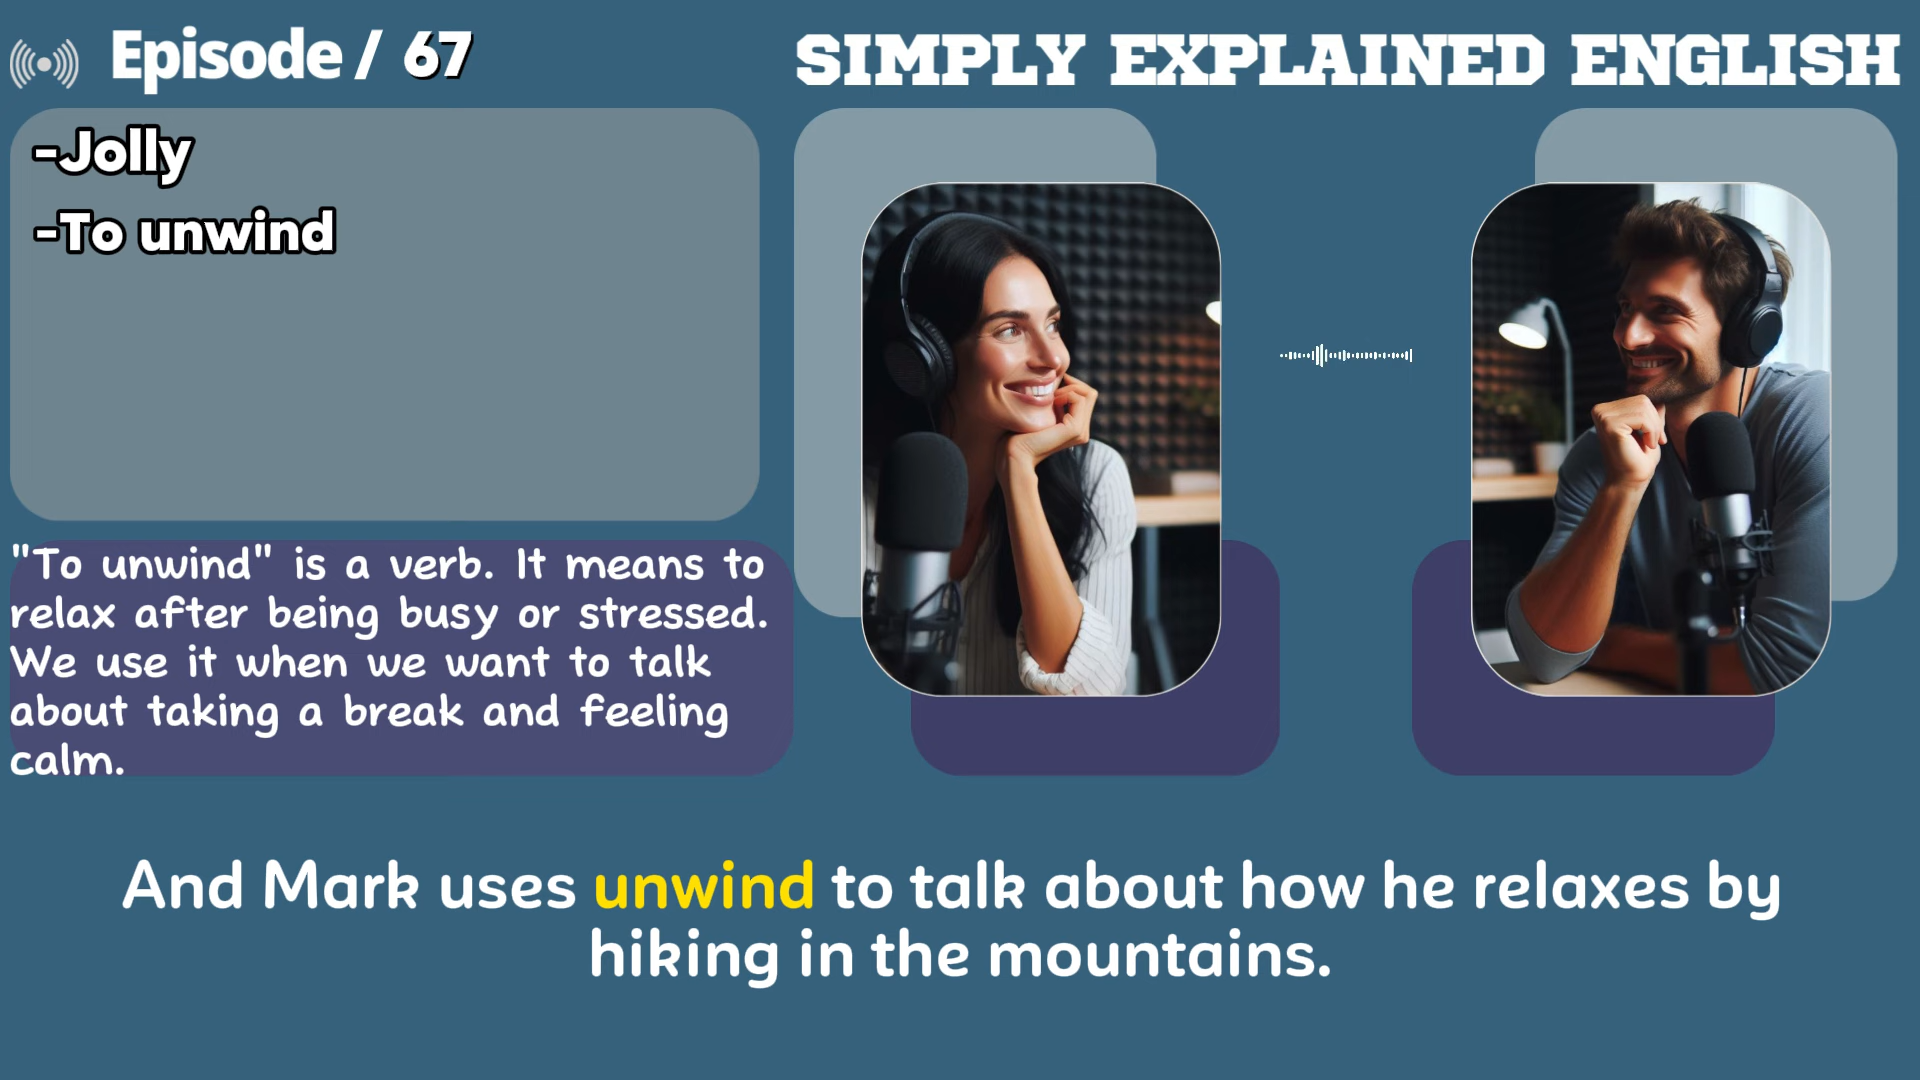 Episode / 67
SIMPLY EXPLAINED ENGLISH
-Jolly
-To unwind
"To unwind" is a verb. It means to
relax after being busy or stressed.
We use it when we want to talk
about taking a break and feeling
calm.
And Mark uses unwind to talk about how he relaxes by
hiking in the mountains.